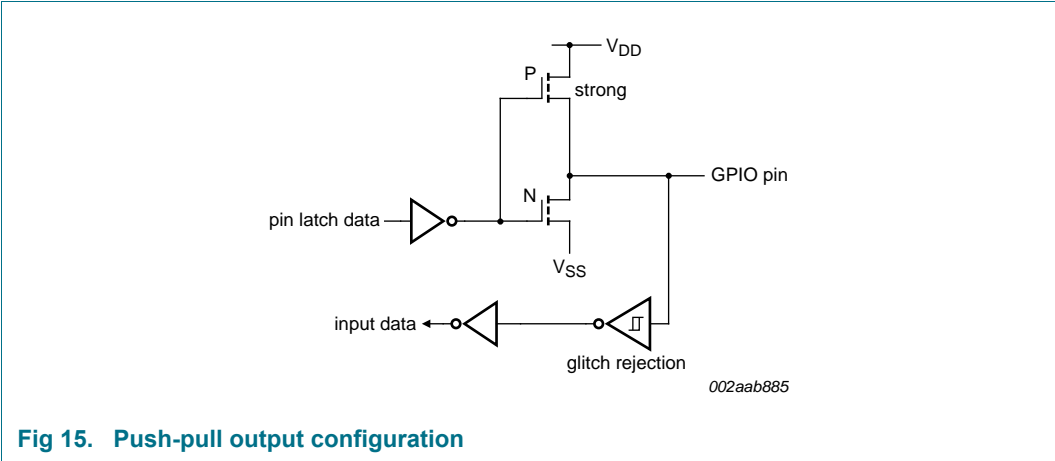 VDD
P
strong
GPIO pin
N
pin latch data
VSS
input data
glitch rejection
002aab885
Fig 15. Push-pull output configuration